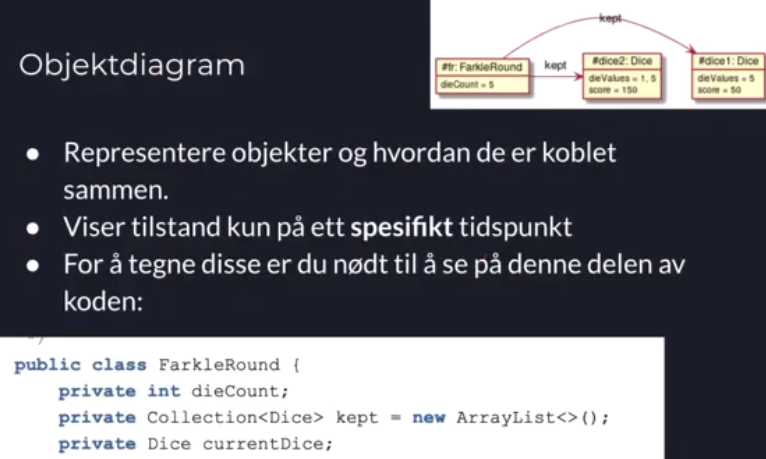 Objektdiagram
kept
#fr: FarkleRound
dieCount = 5
kept
#dice2: Dice
dieValues = 1, 5
score = 150
#dice1: Dice
dieValues = 5
score = 50
● Representere objekter og hvordan de er koblet
sammen.
● Viser tilstand kun på ett spesifikt tidspunkt
● For å tegne disse er du nødt til å se på denne delen av
koden:
public class FarkleRound {
private int dieCount;
private Collection<Dice> kept = new ArrayList<>();
private Dice currentDice;